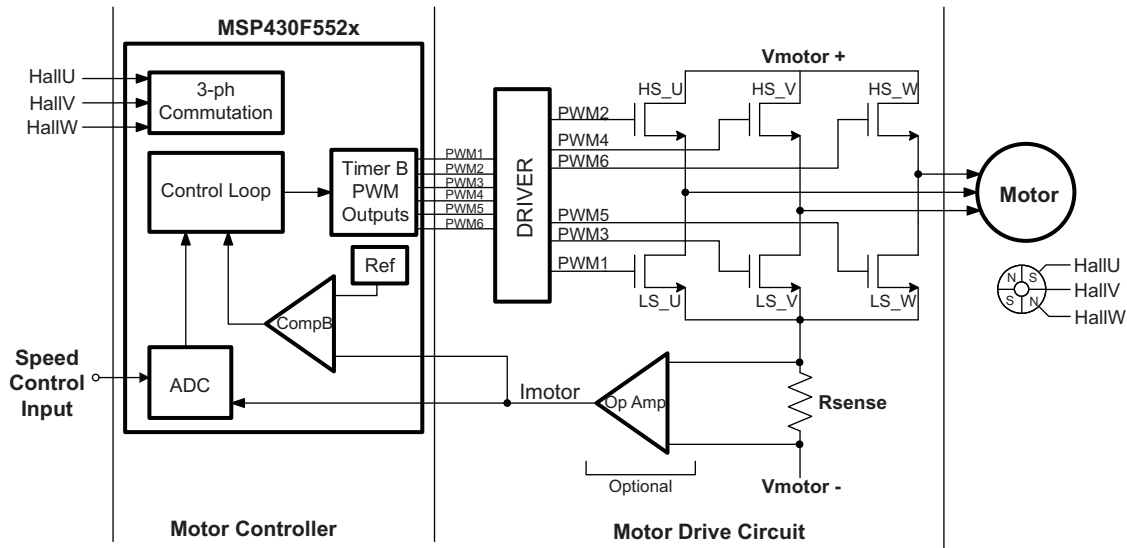 MSP430F552x
HallU
HallV
HallW
3-ph
Commutation
Control Loop
Timer B
PWM
Outputs
PWM1
PWM2
PWM3
PWM4
PWM5
PWM6
Ref
CompB
ADC
Speed
Control
Input
Imotor
Motor Controller
DRIVER
PWM2
PWM4
PWM6
PWM5
PWM3
PWM1
Vmotor +
HS_U
HS_V
HS_W
LS_U
LS_V
LS_W
Op Amp
Optional
Rsense
Vmotor -
Motor Drive Circuit
Motor
N
S
S
N
HallU
HallV
HallW